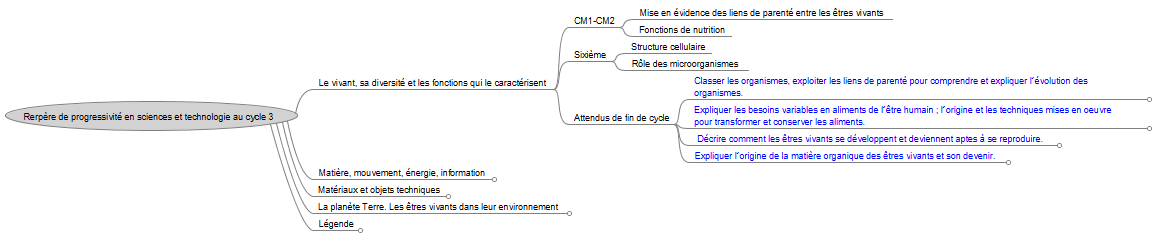 Rerpère de progressivité en sciences et technologie au cycle 3
Le vivant, sa diversité et les fonctions qui le caractérisent
CM1-CM2
Mise en évidence des liens de parenté entre les êtres vivants
Fonctions de nutrition
Sixième
Structure cellulaire
Rôle des microorganismes
Attendus de fin de cycle
Classer les organismes, exploiter les liens de parenté pour comprendre et expliquer l'évolution des
organismes.
Expliquer les besoins variables en aliments de l'être humain ; l'origine et les techniques mises en oeuvre
pour transformer et conserver les aliments.
Décrire comment les êtres vivants se développent et deviennent aptes à se reproduire.
Expliquer l'origine de la matière organique des êtres vivants et son devenir.
Matière, mouvement, énergie, information
Matériaux et objets techniques
La planète Terre. Les êtres vivants dans leur environnement
Légende